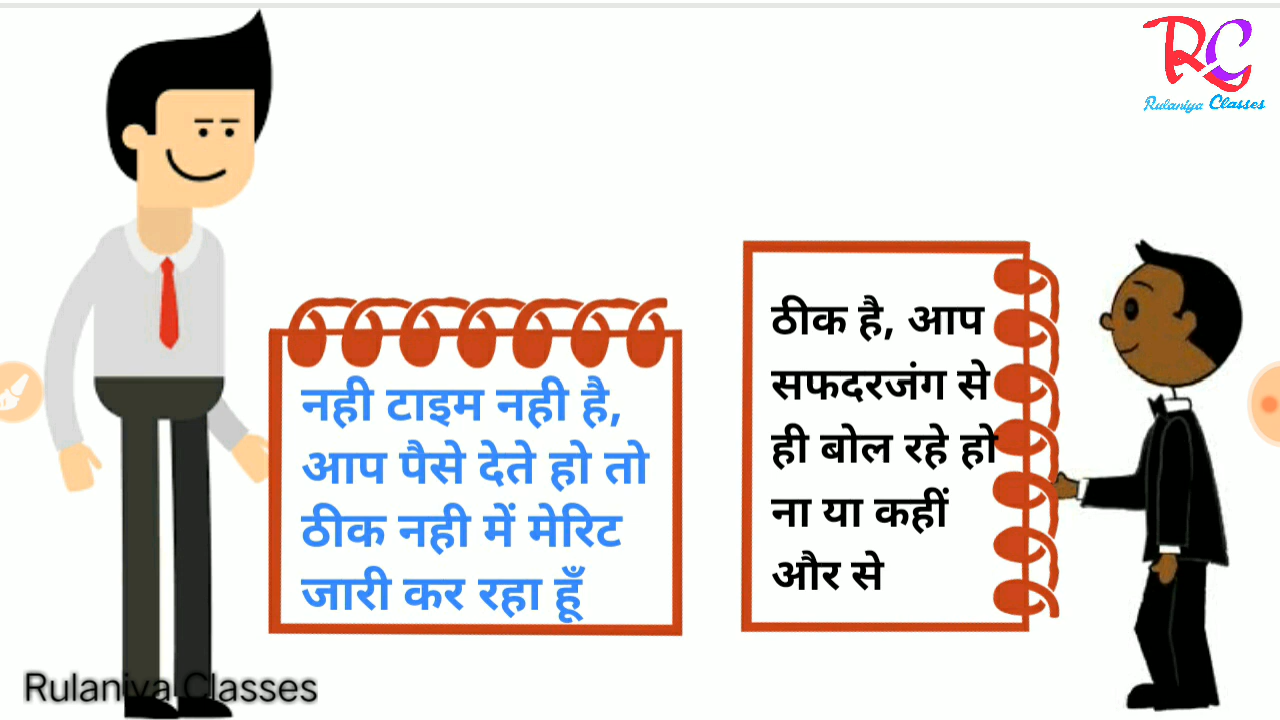 RC
Rulaniya Classes
नही टाइम नही है,
आप पैसे देते हो तो
ठीक नही में मेरिट
जारी कर रहा हूँ
ठीक है, आप
सफदरजंग से
ही बोल रहे हो
ना या कहीं
और से
Rulaniya Classes